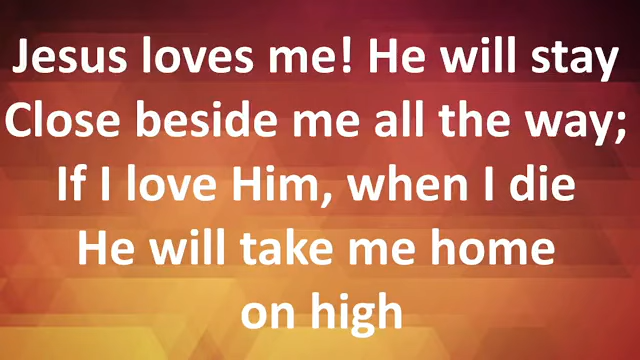 Jesus loves me! He will stay
Close beside me all the way;
If I love Him, when I die
He will take me home
on high